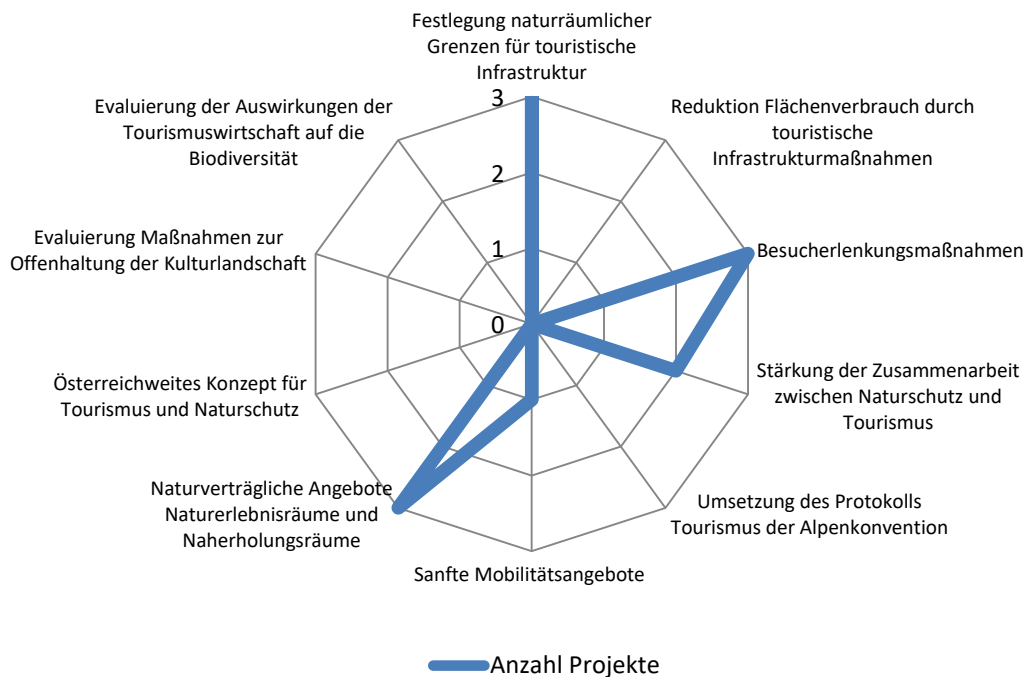 Festlegung naturräumlicher
Grenzen für touristische
Infrastruktur
Reduktion Flächenverbrauch durch
touristische
Infrastrukturmaßnahmen
Besucherlenkungsmaßnahmen
Stärkung der Zusammenarbeit
zwischen Naturschutz und
Tourismus
Umsetzung des Protokolls
Tourismus der Alpenkonvention
Sanfte Mobilitätsangebote
Naturverträgliche Angebote
Naturerlebnisräume und
Naherholungsräume
Österreichweites Konzept für
Tourismus und Naturschutz
Evaluierung Maßnahmen zur
Offenhaltung der Kulturlandschaft
Evaluierung der Auswirkungen der
Tourismuswirtschaft auf die
Biodiversität
3
2
1
0
Anzahl Projekte